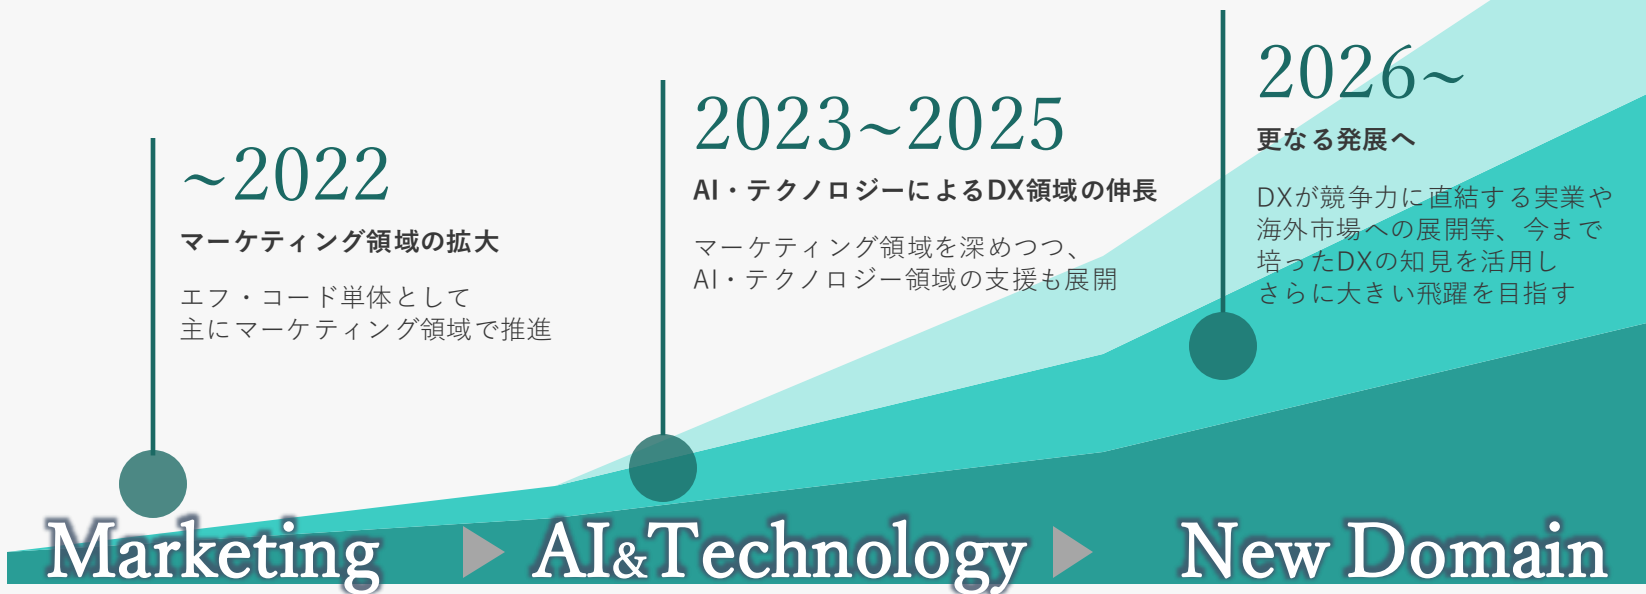 ~2022
マーケティング領域の拡大
エフ・コード単体として
主にマーケティング領域で推進
2023~2025
AI・テクノロジーによるDX領域の伸長
マーケティング領域を深めつつ、
AI・テクノロジー領域の支援も展開
2026~
更なる発展へ
DXが競争力に直結する実業や
海外市場への展開等、今まで
培ったDXの知見を活用し
さらに大きい飛躍を目指す
Marketing
AI&Technology
New Domain